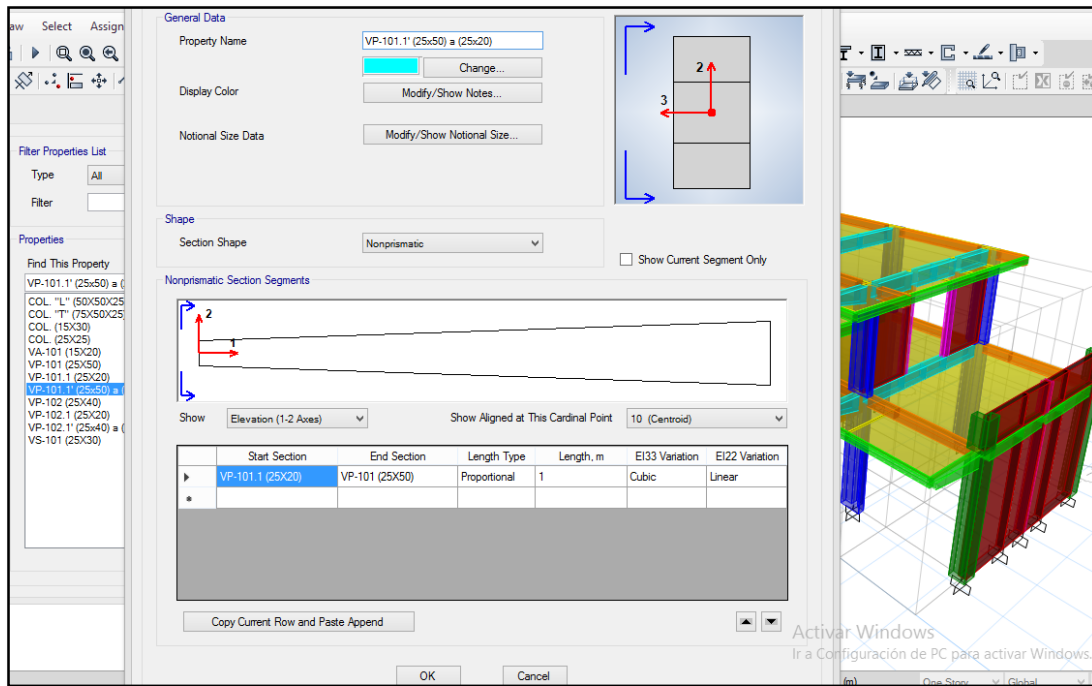 aw Select Assign
General Data
Property Name VP-101.1' (25x50) a (25x20)
Change...
Display Color Modify/Show Notes...
Notional Size Data Modify/Show Notional Size...
2
3
Filter Properties List
Type All
Filter
Shape
Section Shape Nonprismatic
Show Current Segment Only
Properties
Find This Property
VP-101.1' (25x50) a (
COL. "L" (50X50X25
COL. "T" (75X50X25
COL. (15X30)
COL. (25X25)
VA-101 (15X20)
VP-101 (25X50)
VP-101.1 (25X20)
VP-101.1' (25x50) a (
VP-102 (25X40)
VP-102.1 (25X20)
VP-102.1' (25x40) a (
VS-101 (25X30)
Nonprismatic Section Segments
2
1
Show Elevation (1-2 Axes) Show Aligned at This Cardinal Point 10 (Centroid)
Start Section End Section Length Type Length, m EI33 Variation EI22 Variation
VP-101.1 (25X20) VP-101 (25X50) Proportional 1 Cubic Linear
*
Copy Current Row and Paste Append
OK Cancel
Activar Windows
Ir a Configuración de PC para activar Windows.
(m) One Story Global